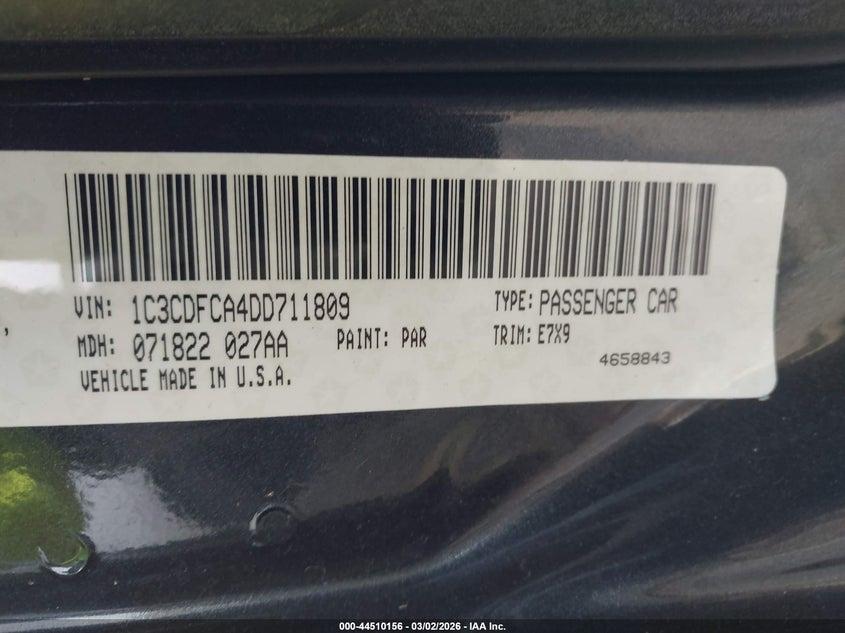 VIN: 1C3CDFCA4DD711809 TYPE: PASSENGER CAR
MDH: 071822 027AA PAINT: PAR TRIM: E7X9
VEHICLE MADE IN U.S.A. 4658843
000-44510156 — 03/02/2026 — IAA Inc.